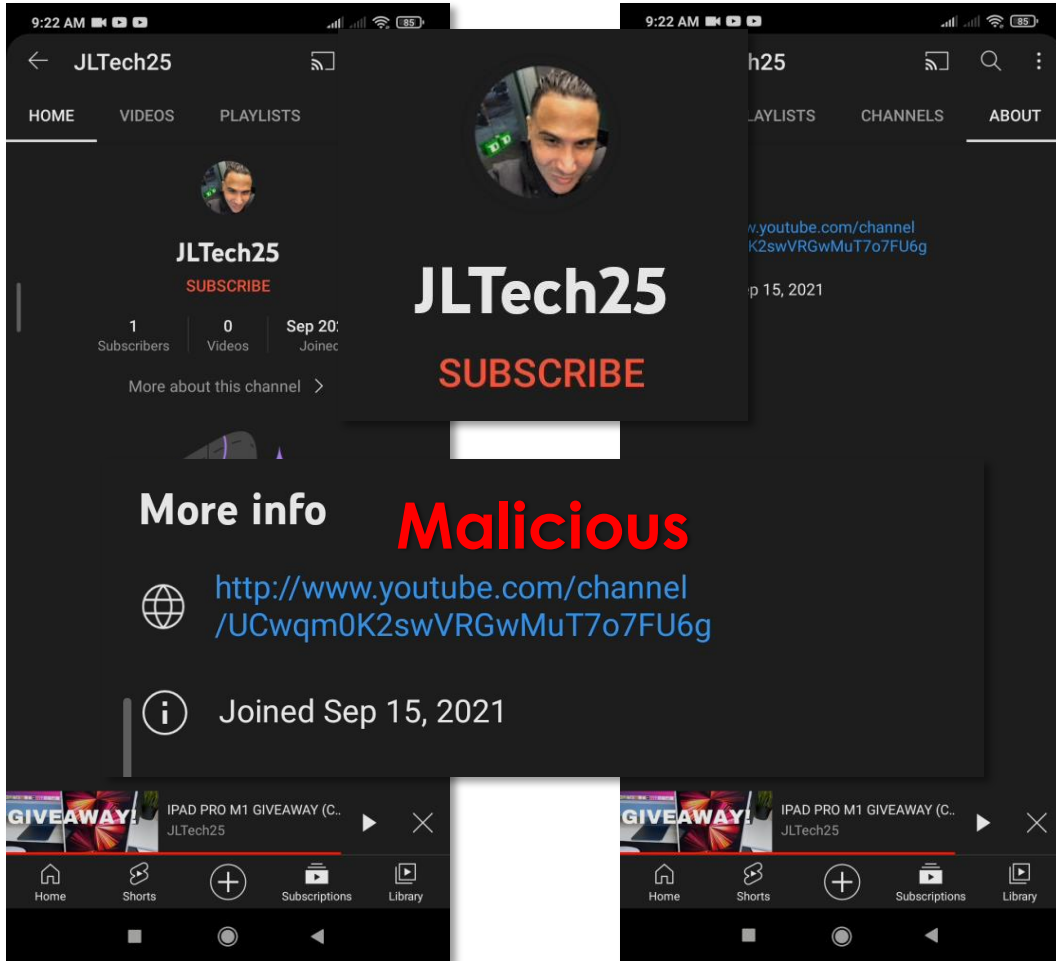 9:22 AM
85
JLTech25
HOME VIDEOS PLAYLISTS
JLTech25
SUBSCRIBE
1 0 Sep 20
Subscribers Videos Joined
More about this channel
JLTech25
SUBSCRIBE
9:22 AM
85
h25
LAYLISTS CHANNELS ABOUT
w.youtube.com/channel
K2swVRGwMuT7o7FU6g
p 15, 2021
More info
Malicious
http://www.youtube.com/channel
/UCwqm0K2swVRGwMuT7o7FU6g
Joined Sep 15, 2021
GIVEAWAY!
IPAD PRO M1 GIVEAWAY (C..
JLTech25
Home Shorts Subscriptions Library
GIVEAWAY!
IPAD PRO M1 GIVEAWAY (C..
JLTech25
Home Shorts Subscriptions Library